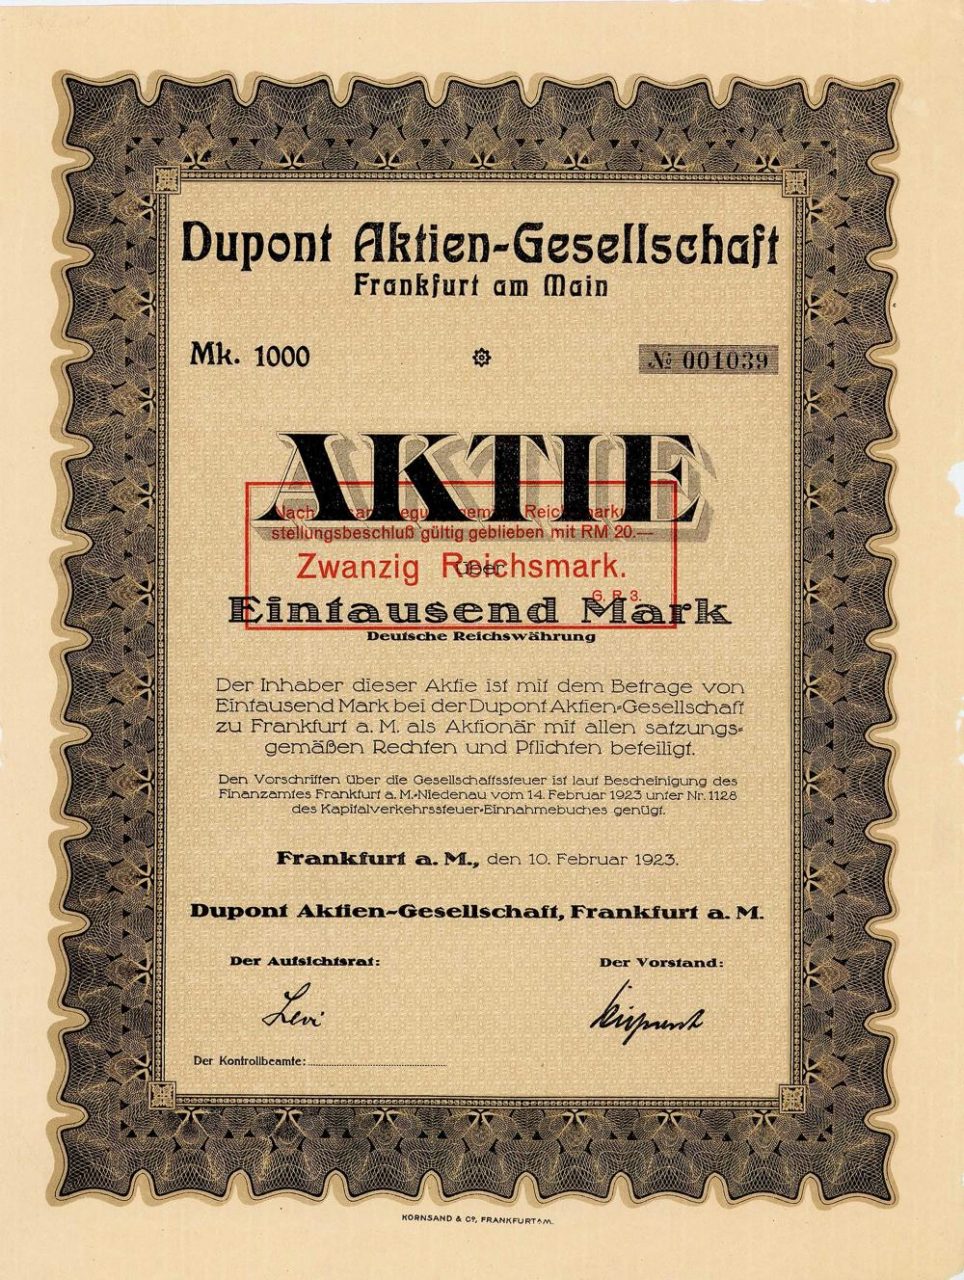 Dupont Aktien-Gesellschaft
Frankfurt am Main
Mk. 1000
№ 001039
AKTIE
Nach
stellungsbeschluß gültig geblieben mit RM 20.—
Zwanzig Reichsmark.
über
G. R. 3.
Eintausend Mark
Deutsche Reichswährung
Der Inhaber dieser Aktie ist mit dem Betrage von
Eintausend Mark bei der Dupont Aktien-Gesellschaft
zu Frankfurt a. M. als Aktionär mit allen satzungs-
gemäßen Rechten und Pflichten beteiligt.
Den Vorschriften über die Gesellschaftssteuer ist laut Bescheinigung des
Finanzamtes Frankfurt a. M.-Niedenau vom 14. Februar 1923 unter Nr. 1128
des Kapitalverkehrssteuer-Einnahmebuches genügt.
Frankfurt a. M., den 10. Februar 1923.
Dupont Aktien-Gesellschaft, Frankfurt a. M.
Der Aufsichtsrat:
Der Vorstand:
Levi
Der Kontrollbeamte:
KORNSAND & Co, FRANKFURT A/M.